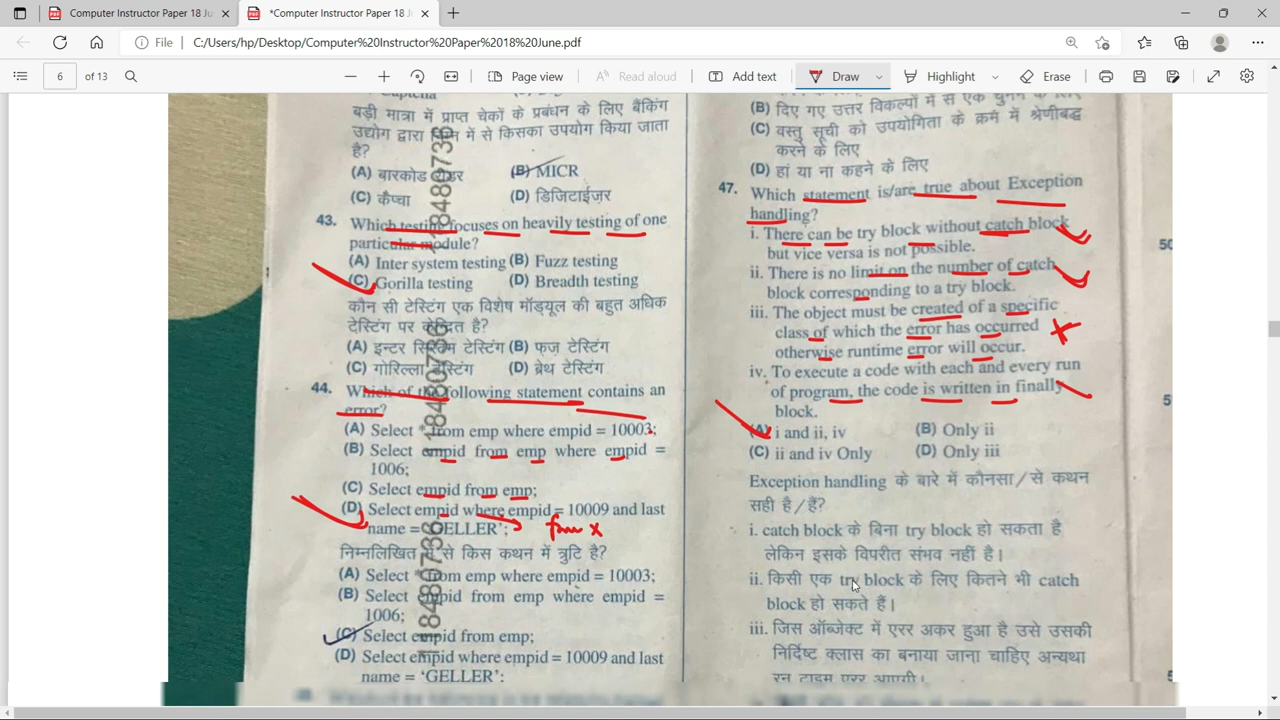 Computer Instructor Paper 18 Ju
*Computer Instructor Paper 18 J
File
C:/Users/hp/Desktop/Computer%20Instructor%20Paper%2018%20June.pdf
6 of 13
Page view
Read aloud
Add text
Draw
Highlight
Erase
बड़ी मात्रा में प्राप्त चेकों के प्रबंधन के लिए बैंकिंग
उद्योग द्वारा में से किसका उपयोग किया जाता
है?
(A) बारकोड रीडर (B) MICR
(C) कैप्चा (D) डिजिटाईज़र
43. Which testing focuses on heavily testing of one
particular module?
(A) Inter system testing (B) Fuzz testing
(C) Gorilla testing (D) Breadth testing
कौन सी टेस्टिंग एक विशेष मॉड्यूल की बहुत अधिक
टेस्टिंग पर केन्द्रित है?
(A) इन्टर सिस्टम टेस्टिंग (B) फज़ टेस्टिंग
(C) गोरिल्ला टेस्टिंग (D) ब्रेथ टेस्टिंग
44. Which of the following statement contains an
error?
(A) Select * from emp where empid = 10003;
(B) Select empid from emp where empid =
1006;
(C) Select empid from emp;
(D) Select empid where empid = 10009 and last
name = 'GELLER';
from x
निम्नलिखित में से किस कथन में त्रुटि है?
(A) Select * from emp where empid = 10003;
(B) Select empid from emp where empid =
1006;
(C) Select empid from emp;
(D) Select empid where empid = 10009 and last
name = 'GELLER';
11848073
11848073
11848073
(B) दिए गए उत्तर विकल्पों में से एक चुनने के लिए
(C) वस्तु सूची को उपयोगिता के क्रम में श्रेणीबद्ध
करने के लिए
(D) हां या ना कहने के लिए
47. Which statement is/are true about Exception
handling?
i. There can be try block without catch block
but vice versa is not possible.
ii. There is no limit on the number of catch
block corresponding to a try block.
iii. The object must be created of a specific
class of which the error has occurred
otherwise runtime error will occur.
iv. To execute a code with each and every run
of program, the code is written in finally
block.
(A) i and ii, iv (B) Only ii
(C) ii and iv Only (D) Only iii
Exception handling के बारे में कौनसा/से कथन
सही है/हैं?
i. catch block के बिना try block हो सकता है
लेकिन इसके विपरीत संभव नहीं है।
ii. किसी एक try block के लिए कितने भी catch
block हो सकते हैं।
iii. जिस ऑब्जेक्ट में एरर अकर हुआ है उसे उसकी
निर्दिष्ट क्लास का बनाया जाना चाहिए अन्यथा
रन टाइम एरर आएगी।
50
5